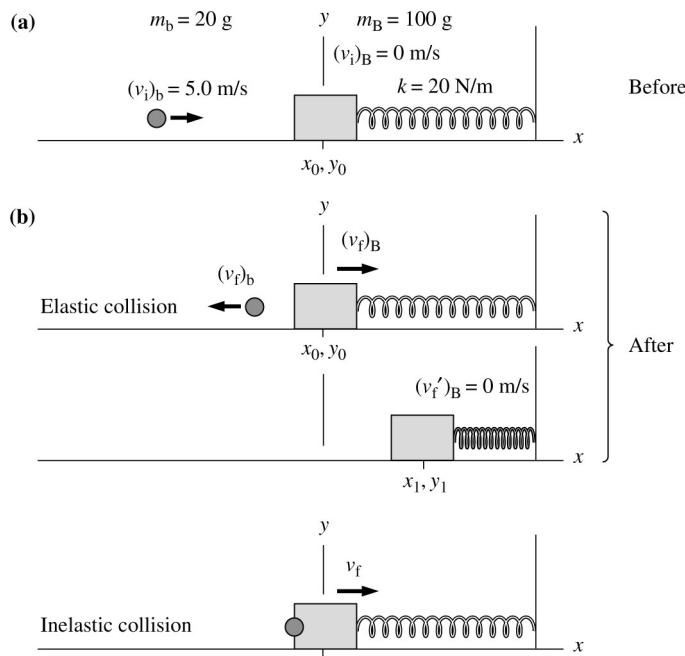 (a) m_b = 20 g y m_B = 100 g
(v_i)_B = 0 m/s
(v_i)_b = 5.0 m/s k = 20 N/m Before
x
x_0, y_0
(b) y
(v_f)_B
(v_f)_b
Elastic collision
x
x_0, y_0 After
(v_f′)_B = 0 m/s
x
x_1, y_1
y
v_f
Inelastic collision
x